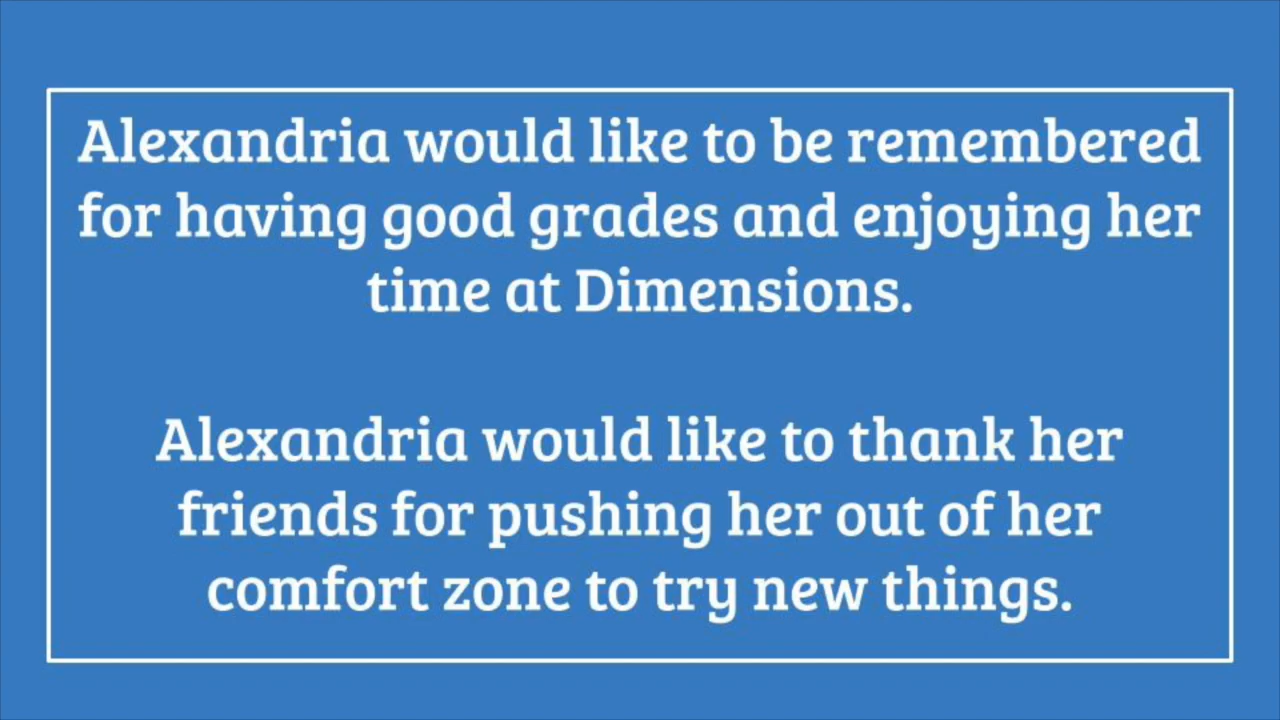 Alexandria would like to be remembered
for having good grades and enjoying her
time at Dimensions.
Alexandria would like to thank her
friends for pushing her out of her
comfort zone to try new things.